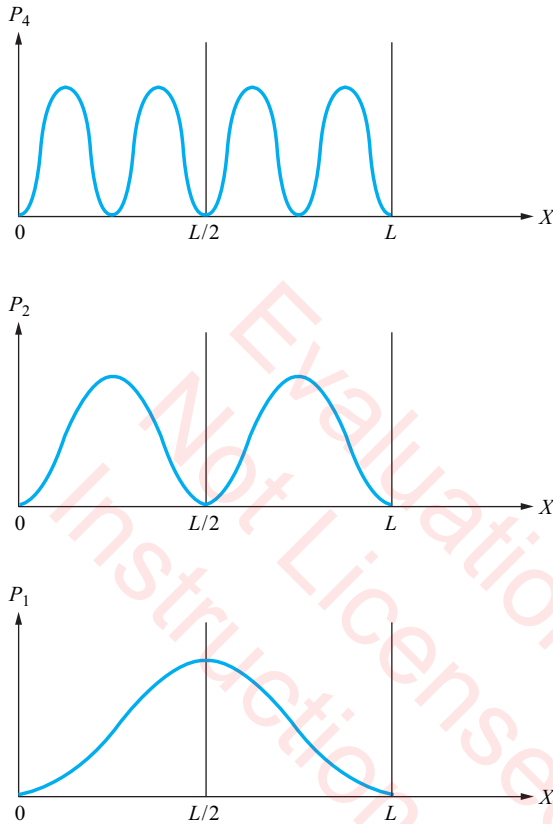 P4
0 L/2 L X
P2
0 L/2 L X
P1
0 L/2 L X
Evaluation
Not License
Instruction